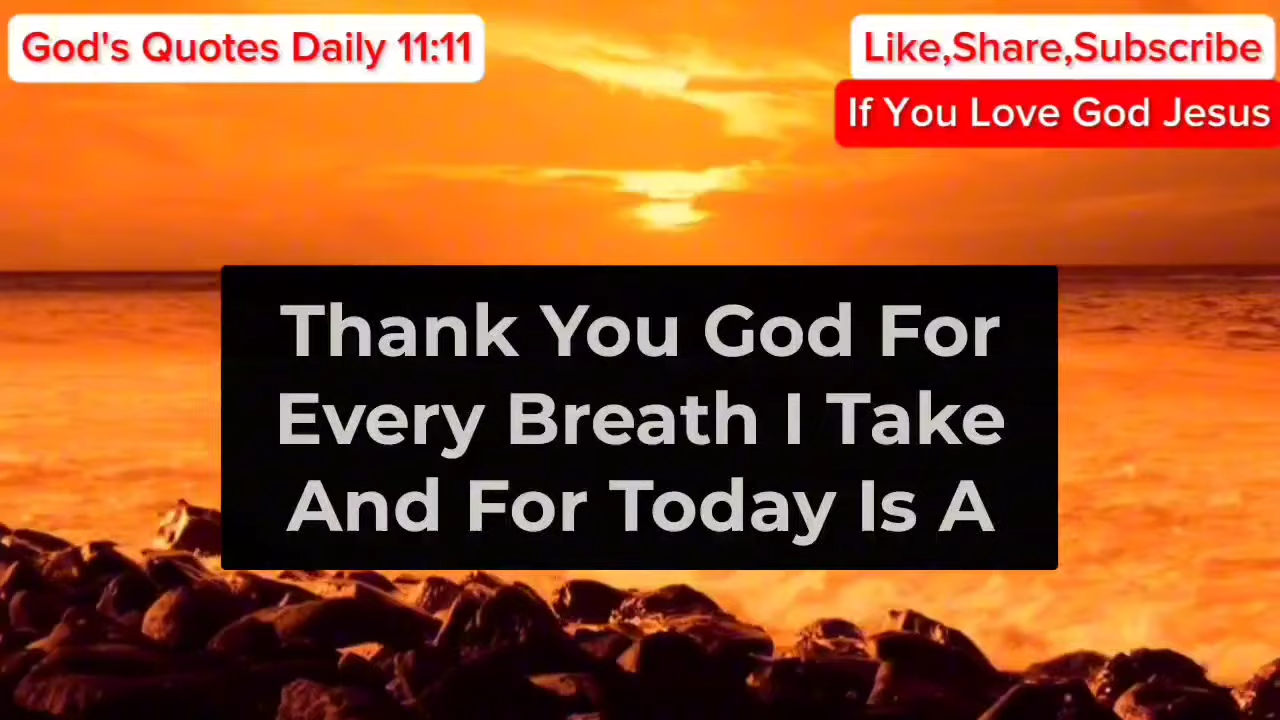 God's Quotes Daily 11:11
Like,Share,Subscribe
If You Love God Jesus
Thank You God For
Every Breath I Take
And For Today Is A